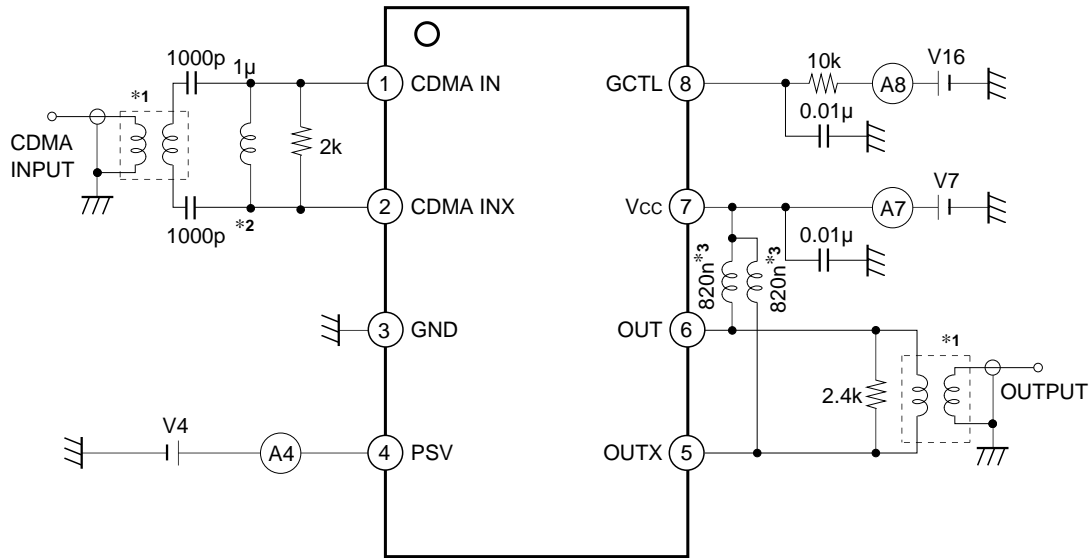 1000p
1µ
*1
CDMA
INPUT
2k
1000p
*2
1
CDMA IN
2
CDMA INX
3
GND
4
PSV
V4
A4
GCTL
8
10k
A8
V16
0.01µ
VCC
7
A7
V7
0.01µ
820n*3
820n*3
OUT
6
2.4k
*1
OUTPUT
OUTX
5